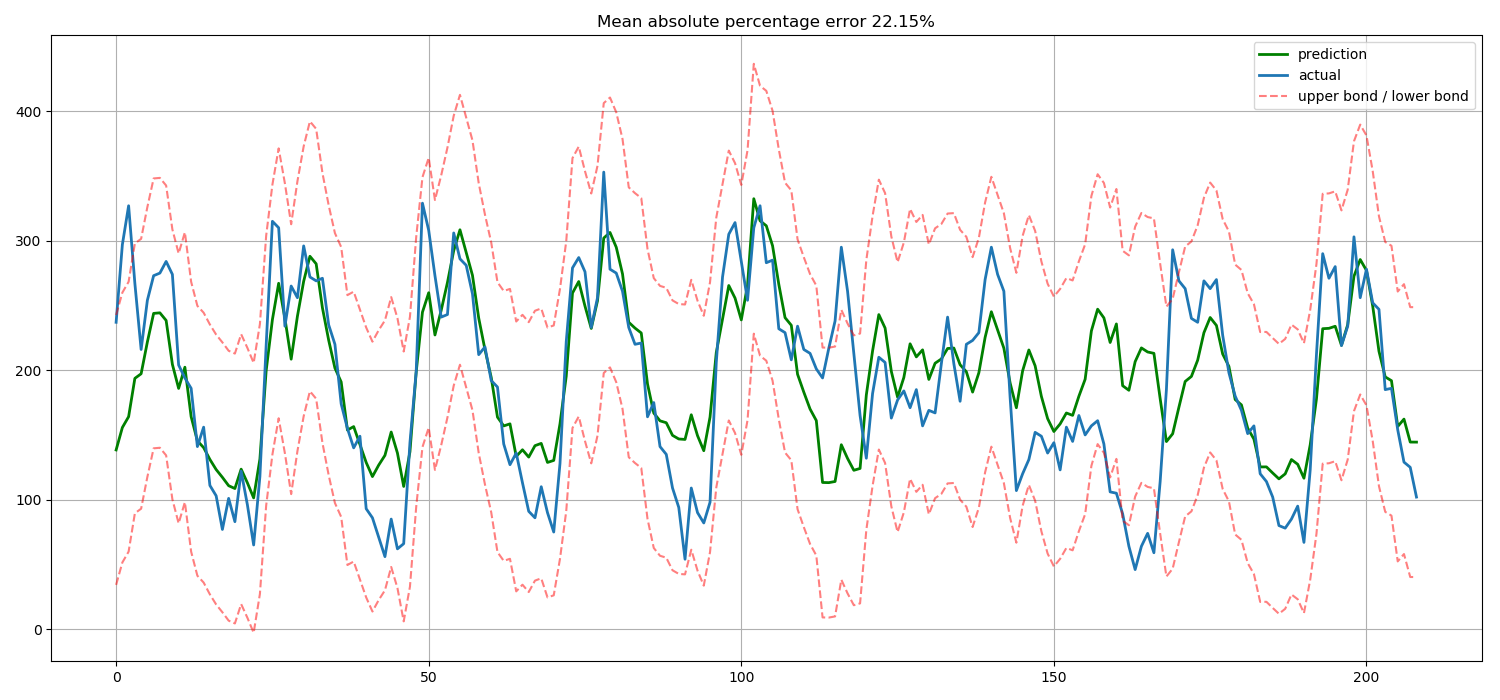 Mean absolute percentage error 22.15%
prediction
actual
upper bond / lower bond
400
300
200
100
0
0 50 100 150 200